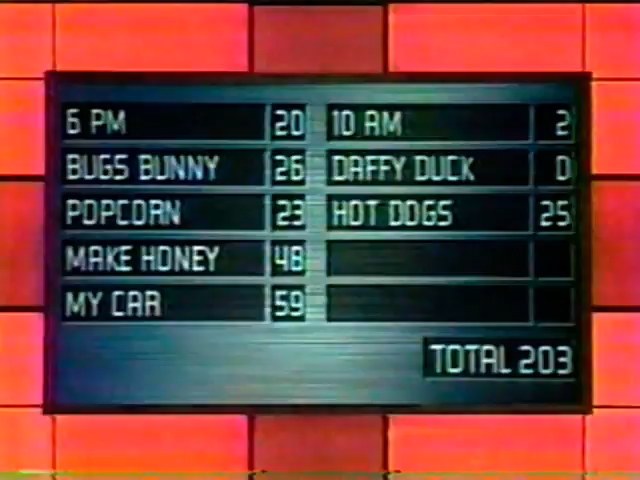 6 PM 20 10 AM 2
BUGS BUNNY 26 DAFFY DUCK 0
POPCORN 23 HOT DOGS 25
MAKE HONEY 48
MY CAR 59
TOTAL 203